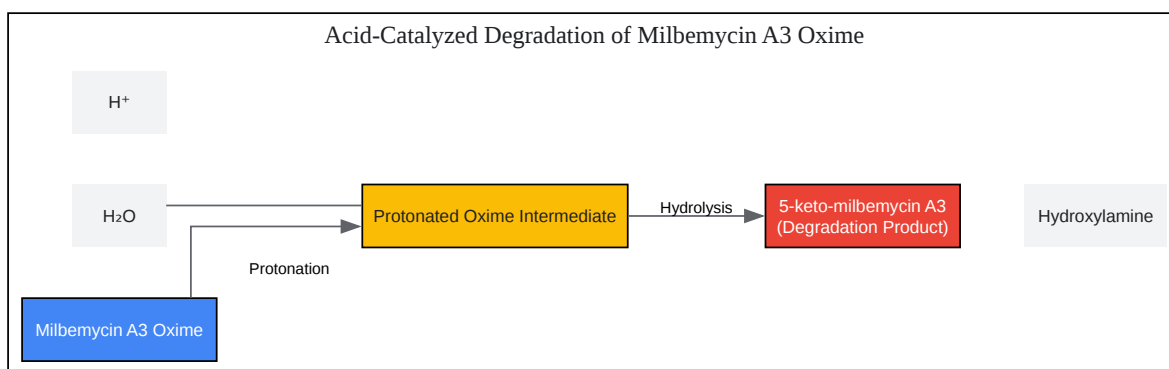 Acid-Catalyzed Degradation of Milbemycin A3 Oxime
H⁺
H₂O
Protonated Oxime Intermediate
Hydrolysis
5-keto-milbemycin A3
(Degradation Product)
Hydroxylamine
Protonation
Milbemycin A3 Oxime